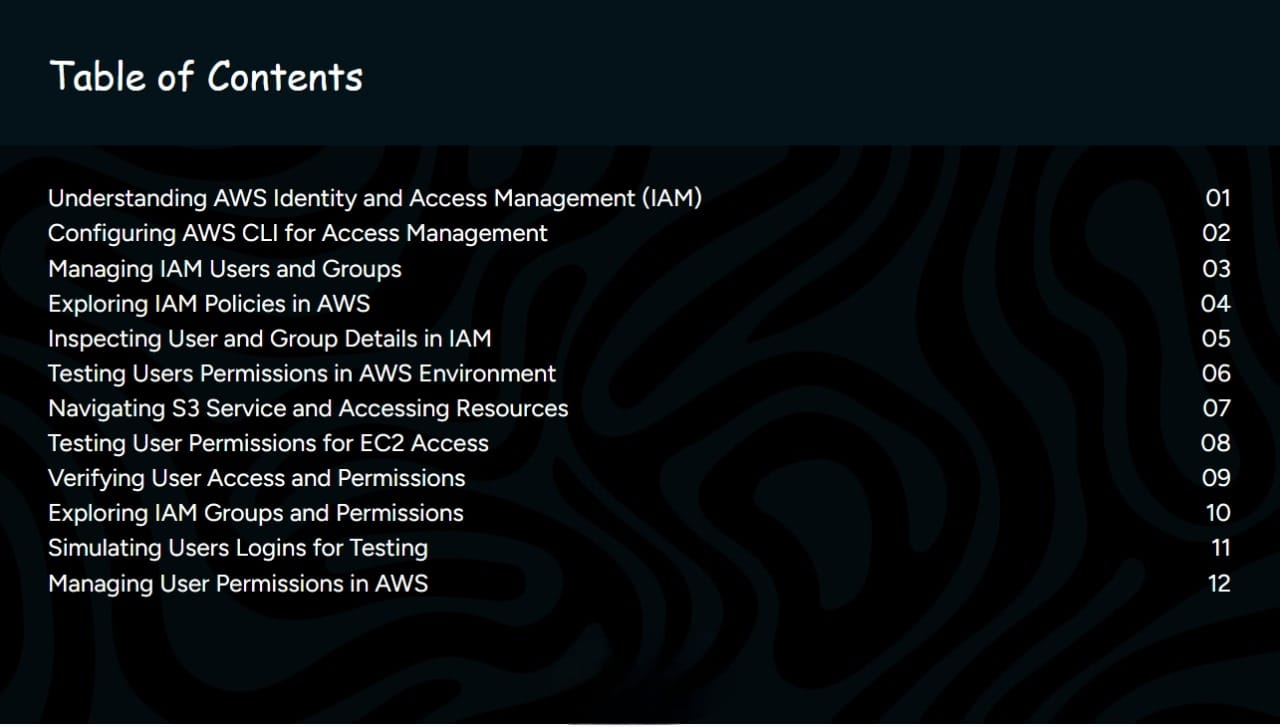 Table of Contents
Understanding AWS Identity and Access Management (IAM) 01
Configuring AWS CLI for Access Management 02
Managing IAM Users and Groups 03
Exploring IAM Policies in AWS 04
Inspecting User and Group Details in IAM 05
Testing Users Permissions in AWS Environment 06
Navigating S3 Service and Accessing Resources 07
Testing User Permissions for EC2 Access 08
Verifying User Access and Permissions 09
Exploring IAM Groups and Permissions 10
Simulating Users Logins for Testing 11
Managing User Permissions in AWS 12